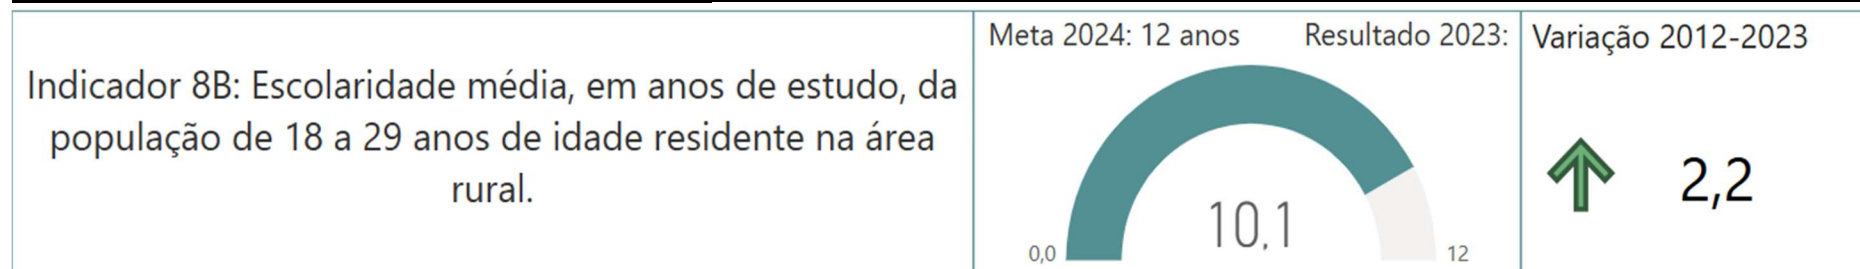 Indicador 8B: Escolaridade média, em anos de estudo, da
população de 18 a 29 anos de idade residente na área
rural.
Meta 2024: 12 anos
Resultado 2023:
10,1
0,0
12
Variação 2012-2023
2,2